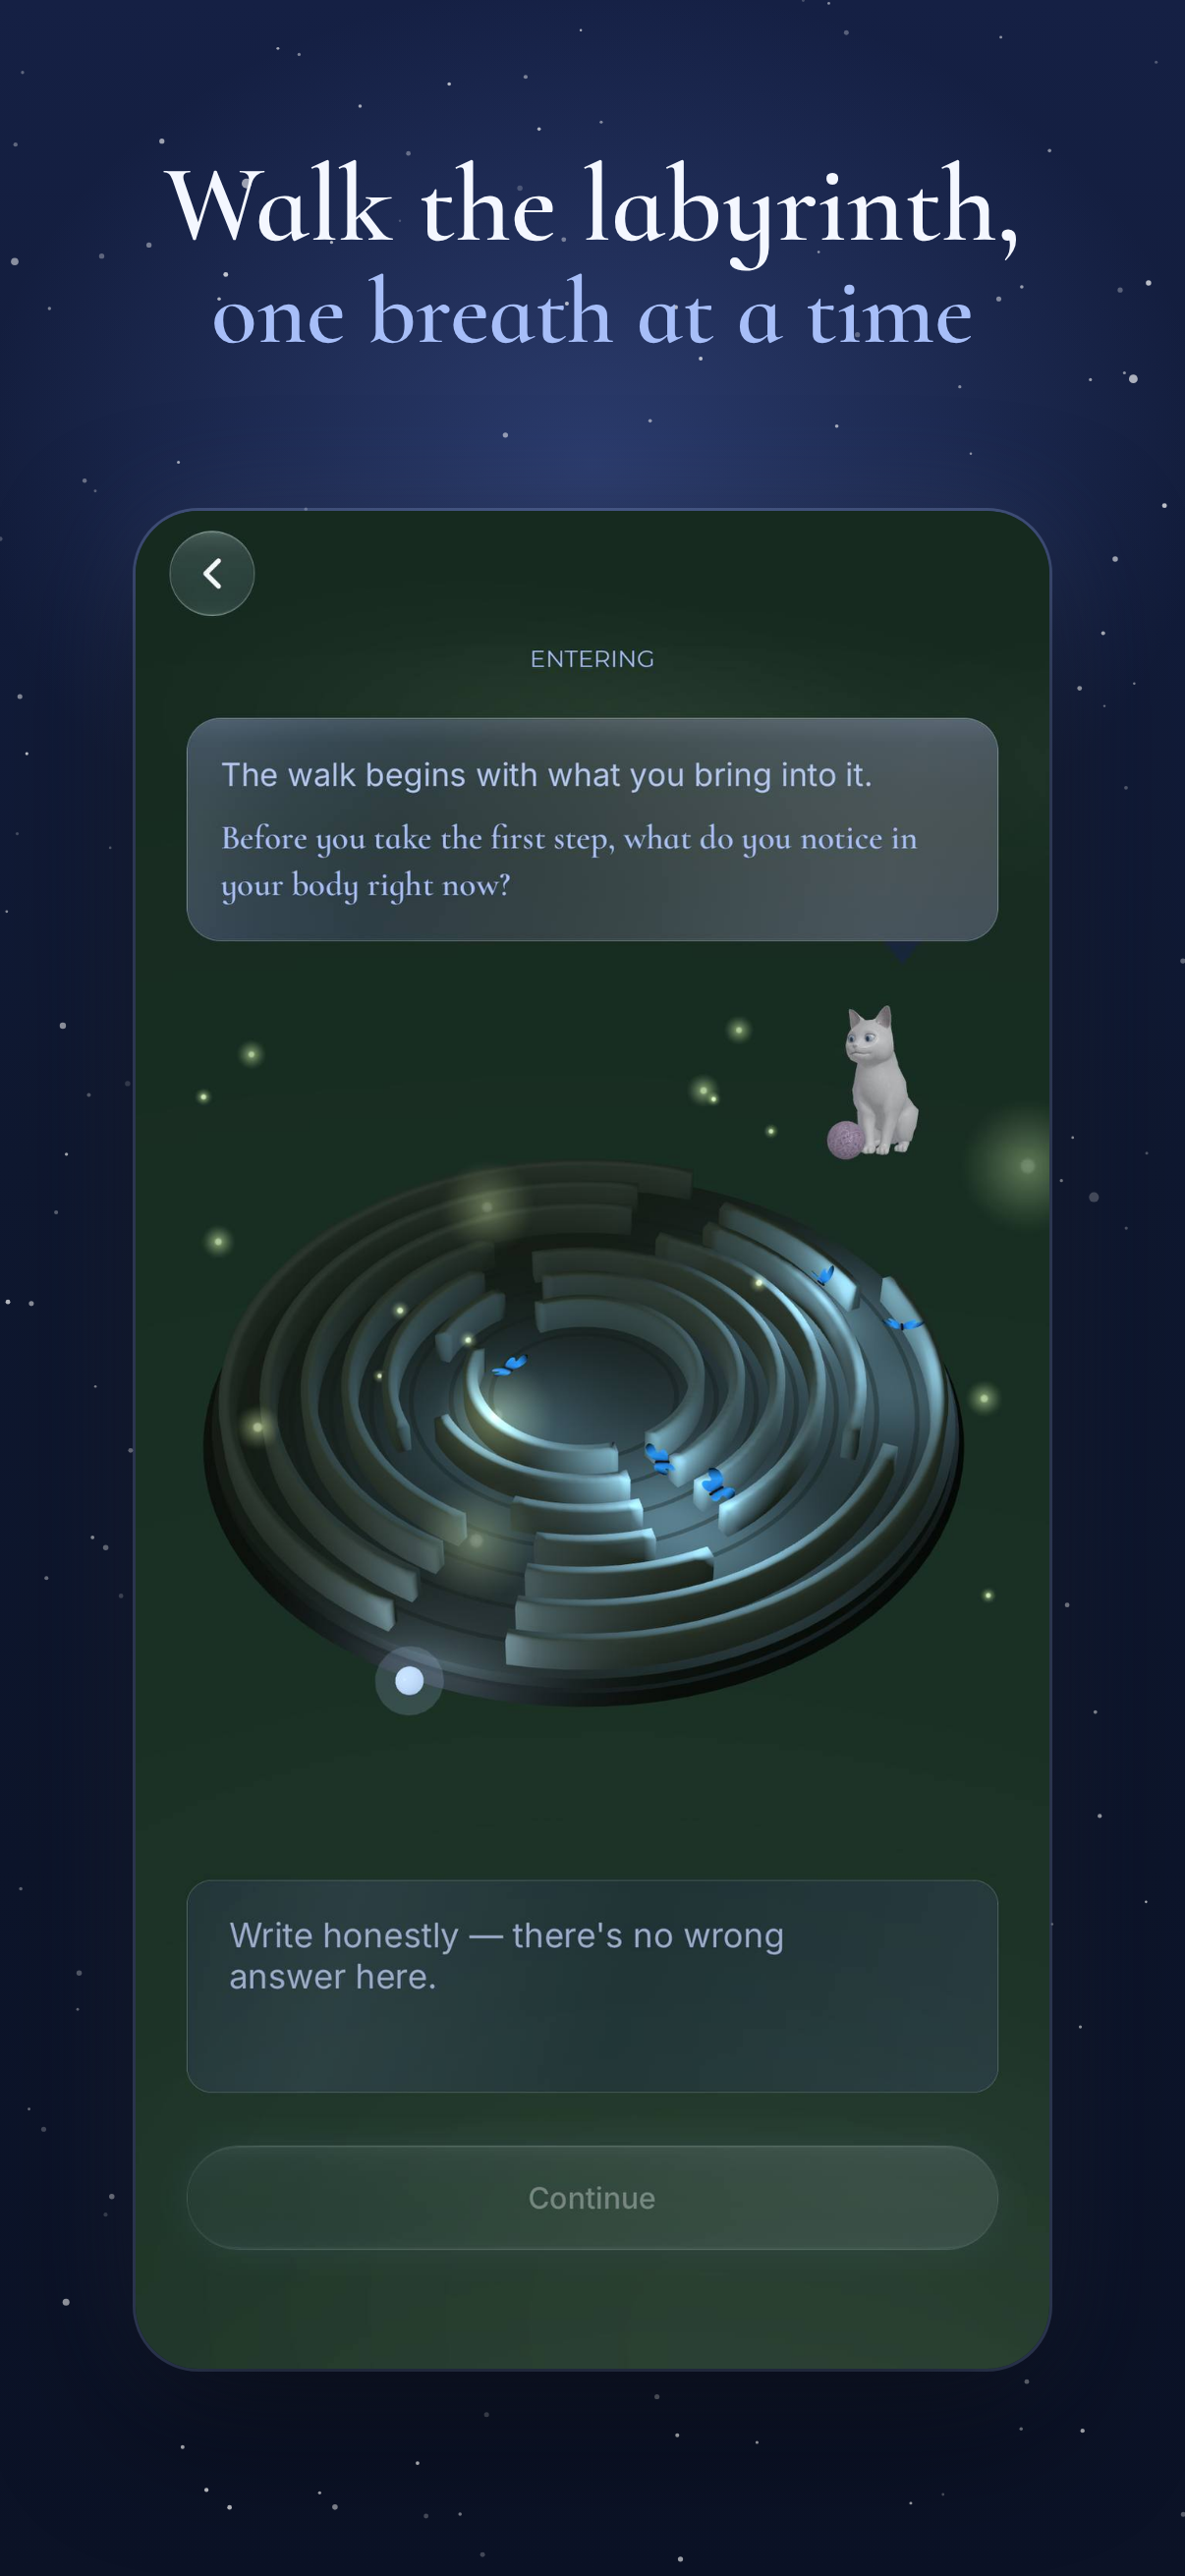 Walk the labyrinth,
one breath at a time
ENTERING
The walk begins with what you bring into it.
Before you take the first step, what do you notice in
your body right now?
Write honestly — there's no wrong
answer here.
Continue